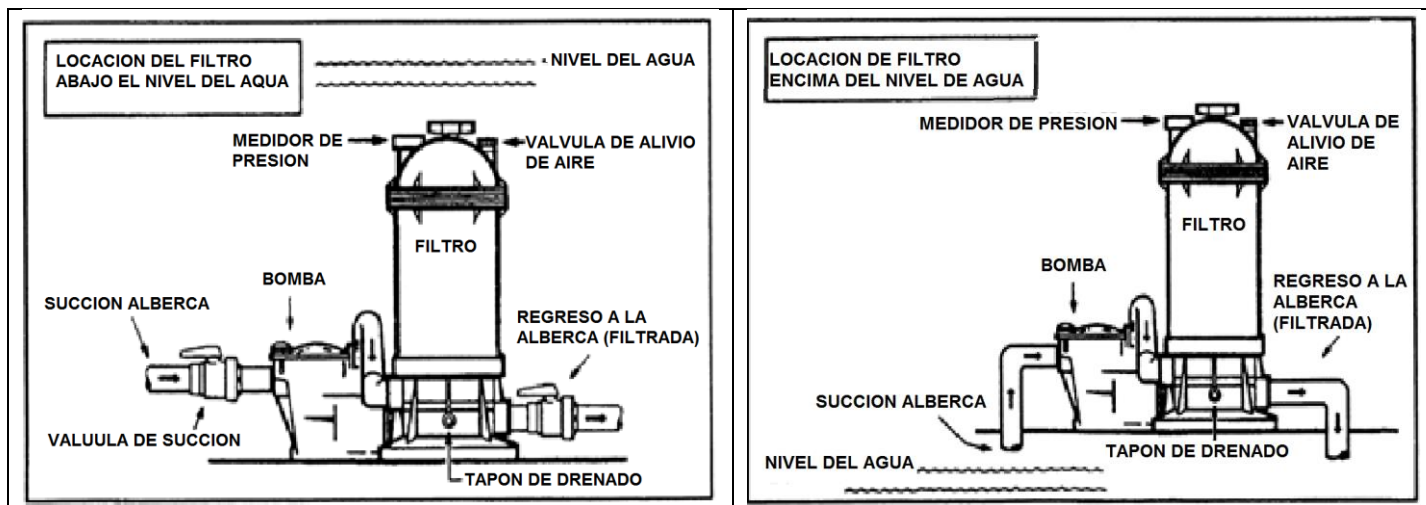 LOCACION DEL FILTRO
ABAJO EL NIVEL DEL AQUA
NIVEL DEL AGUA
MEDIDOR DE
PRESION
VALVULA DE ALIVIO
DE AIRE
FILTRO
BOMBA
SUCCION ALBERCA
REGRESO A LA
ALBERCA (FILTRADA)
VALUULA DE SUCCION
TAPON DE DRENADO
LOCACION DE FILTRO
ENCIMA DEL NIVEL DE AGUA
MEDIDOR DE PRESION
VALVULA DE
ALIVIO DE
AIRE
FILTRO
BOMBA
REGRESO A LA
ALBERCA
(FILTRADA)
SUCCION ALBERCA
TAPON DE DRENADO
NIVEL DEL AGUA